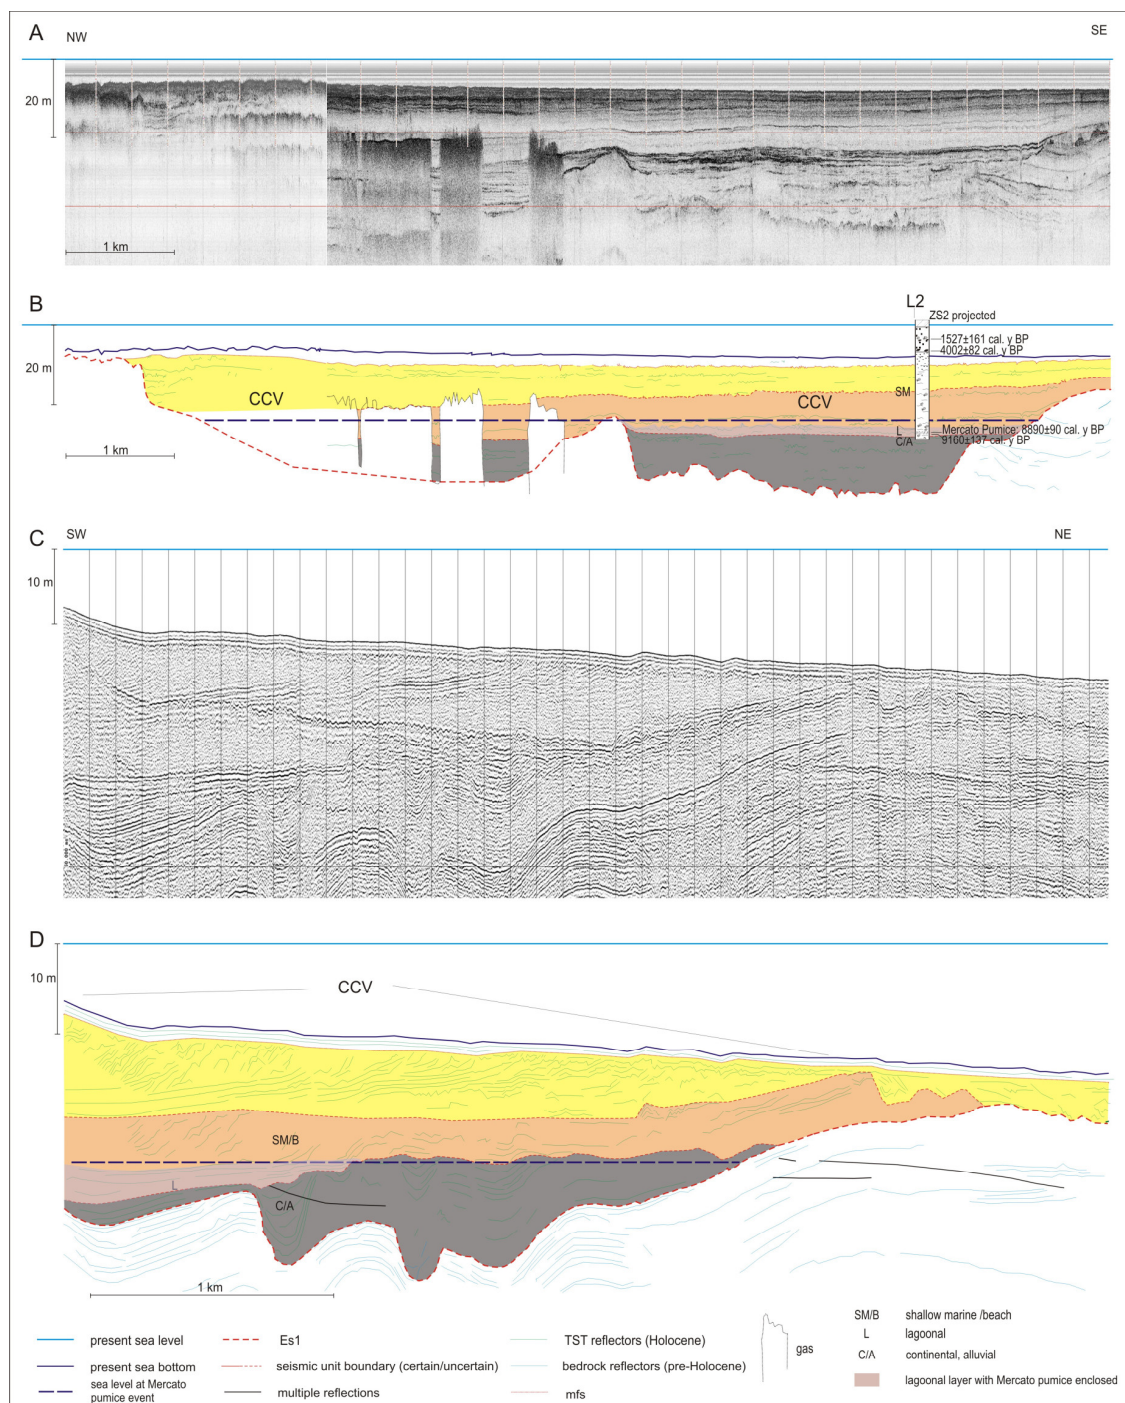 A
NW
SE
20 m
1 km
B
L2
ZS2 projected
1527±161 cal. y BP
4002±82 cal. y BP
20 m
CCV
CCV
SM
L
Mercato Pumice: 8890±90 cal. y BP
C/A
9160±137 cal. y BP
1 km
C
SW
NE
10 m
D
10 m
CCV
SM/B
L
C/A
1 km
present sea level
Es1
TST reflectors (Holocene)
present sea bottom
seismic unit boundary (certain/uncertain)
bedrock reflectors (pre-Holocene)
sea level at Mercato
pumice event
multiple reflections
mfs
gas
SM/B shallow marine /beach
L lagoonal
C/A continental, alluvial
lagoonal layer with Mercato pumice enclosed